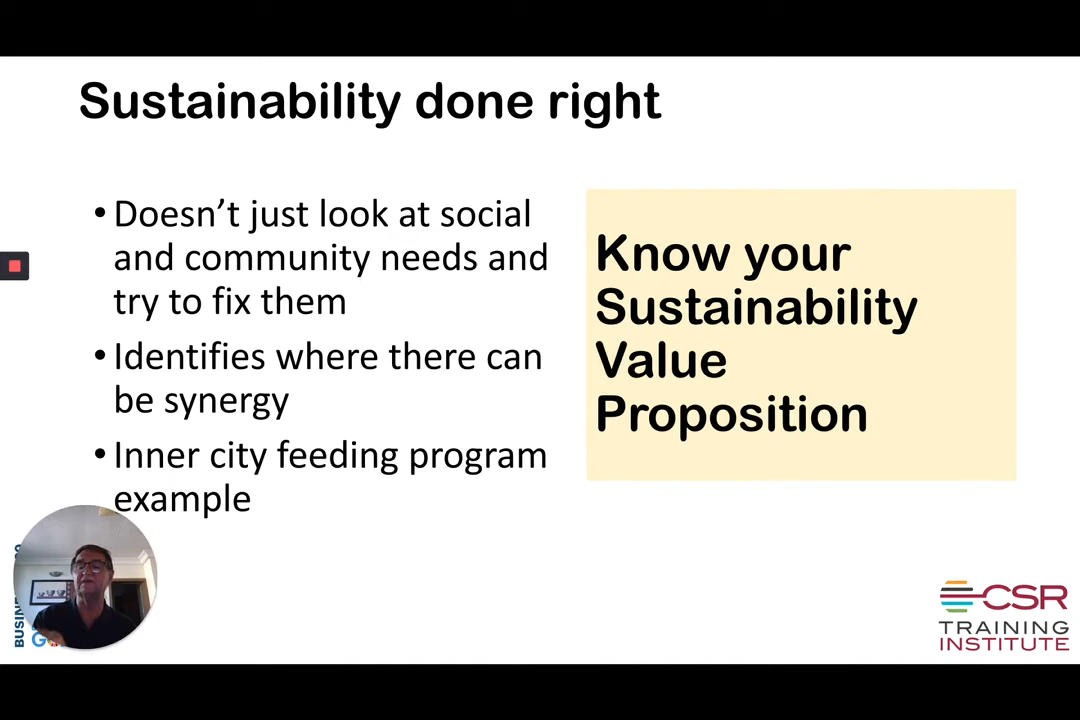 Sustainability done right
• Doesn’t just look at social
and community needs and
try to fix them
• Identifies where there can
be synergy
• Inner city feeding program
example
Know your
Sustainability
Value
Proposition
CSR
TRAINING
INSTITUTE